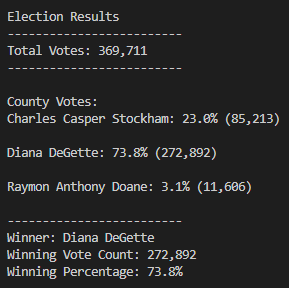 Election Results
-------------------------
Total Votes: 369,711
-------------------------
County Votes:
Charles Casper Stockham: 23.0% (85,213)
Diana DeGette: 73.8% (272,892)
Raymon Anthony Doane: 3.1% (11,606)
-------------------------
Winner: Diana DeGette
Winning Vote Count: 272,892
Winning Percentage: 73.8%